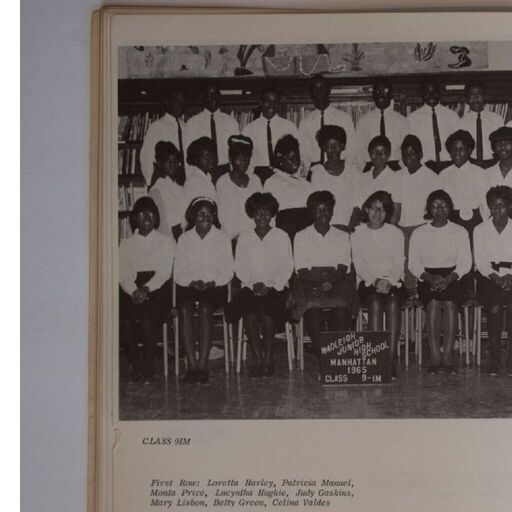 WADLEIGH
JUNIOR HIGH
SCHOOL
MANHATTAN
1965
CLASS 9-IM
CLASS 9IM
First Row: Loretta Harley, Patricia Manuel,
Monta Price, Lucyntha Hughie, Judy Gaskins,
Mary Lisbon, Betty Green, Celina Valdes